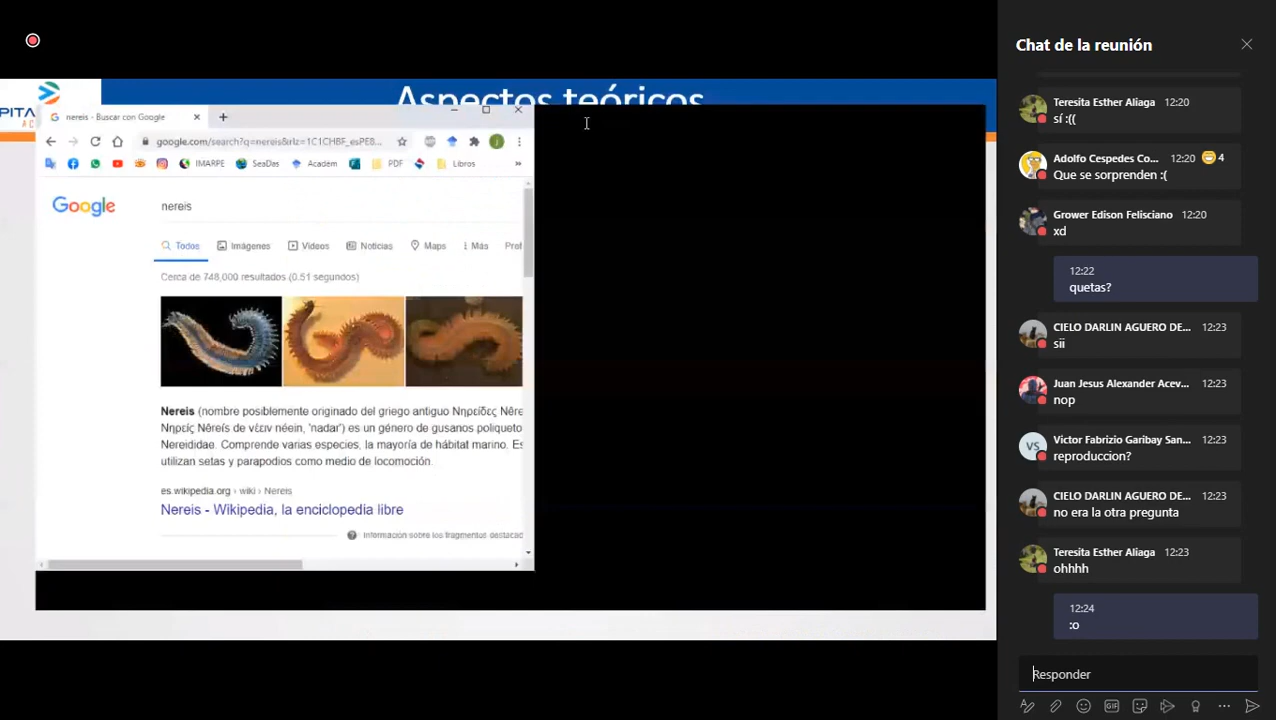 Aspectos teóricos
PITA
nereis - Buscar con Google
google.com/search?q=nereis&rlz=1C1CHBF_esPE8...
IMARPE
SeaDas
Académ
PDF
Libros
Google
nereis
Todos
Imágenes
Videos
Noticias
Maps
Más
Pref
Cerca de 748,000 resultados (0.51 segundos)
Nereis (nombre posiblemente originado del griego antiguo Νηρείδες Nêre
Νηρείς Nêreís de νέειν néein, 'nadar') es un género de gusanos poliqueto
Nereididae. Comprende varias especies, la mayoría de hábitat marino. Es
utilizan setas y parapodios como medio de locomoción.
es.wikipedia.org › wiki › Nereis
Nereis - Wikipedia, la enciclopedia libre
Información sobre los fragmentos destacad
Chat de la reunión
Teresita Esther Aliaga 12:20
sí :((
Adolfo Cespedes Co... 12:20 4
Que se sorprenden :(
Grower Edison Felisciano 12:20
xd
12:22
quetas?
CIELO DARLIN AGUERO DE... 12:23
sii
Juan Jesus Alexander Acev... 12:23
nop
VS
Victor Fabrizio Garibay San... 12:23
reproduccion?
CIELO DARLIN AGUERO DE... 12:23
no era la otra pregunta
Teresita Esther Aliaga 12:23
ohhhh
12:24
:o
Responder
GIF